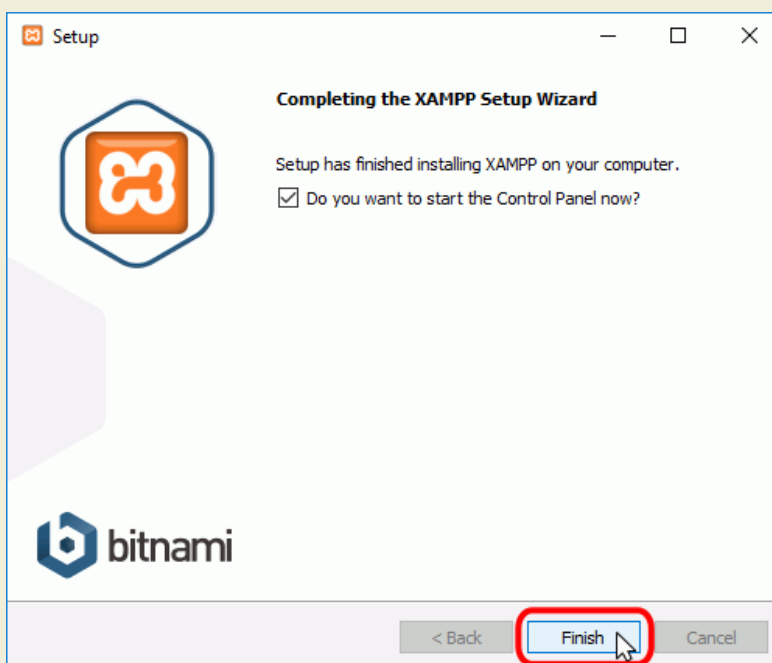 Setup
Completing the XAMPP Setup Wizard
Setup has finished installing XAMPP on your computer.
Do you want to start the Control Panel now?
bitnami
< Back
Finish
Cancel